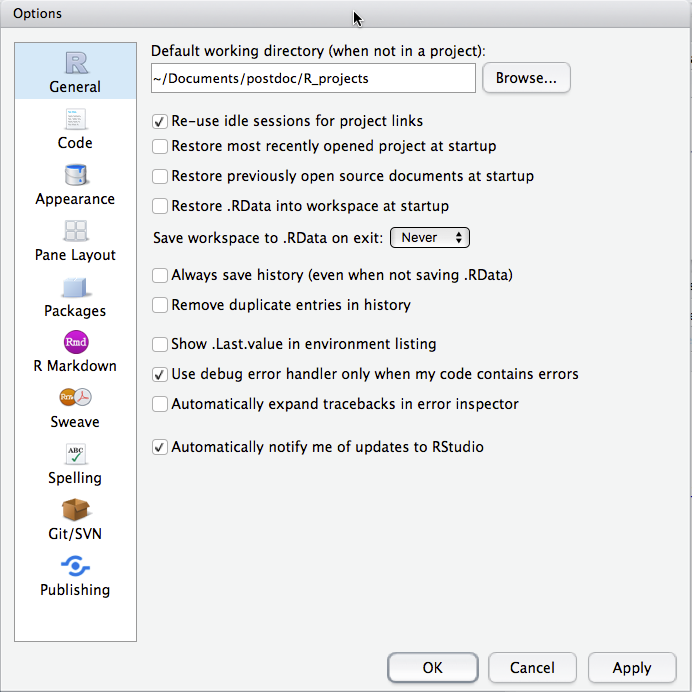 Options
R
General
Code
Appearance
Pane Layout
Packages
Rmd
R Markdown
Sweave
ABC
Spelling
Git/SVN
Publishing
Default working directory (when not in a project):
~/Documents/postdoc/R_projects
Browse...
Re-use idle sessions for project links
Restore most recently opened project at startup
Restore previously open source documents at startup
Restore .RData into workspace at startup
Save workspace to .RData on exit: Never
Always save history (even when not saving .RData)
Remove duplicate entries in history
Show .Last.value in environment listing
Use debug error handler only when my code contains errors
Automatically expand tracebacks in error inspector
Automatically notify me of updates to RStudio
OK Cancel Apply